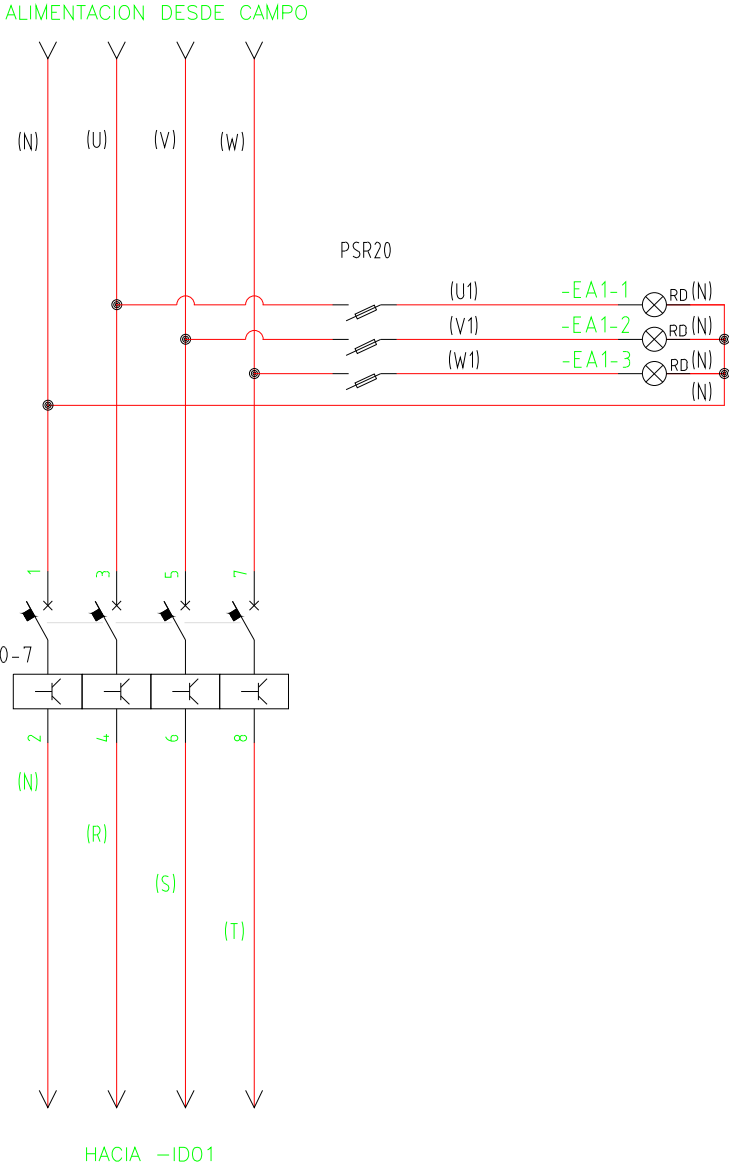 ALIMENTACION DESDE CAMPO
(N) (U) (V) (W)
PSR20
(U1) -EA1-1 RD (N)
(V1) -EA1-2 RD (N)
(W1) -EA1-3 RD (N)
(N)
1 3 5 7
0-7
2 4 6 8
(N)
(R)
(S)
(T)
HACIA -ID01